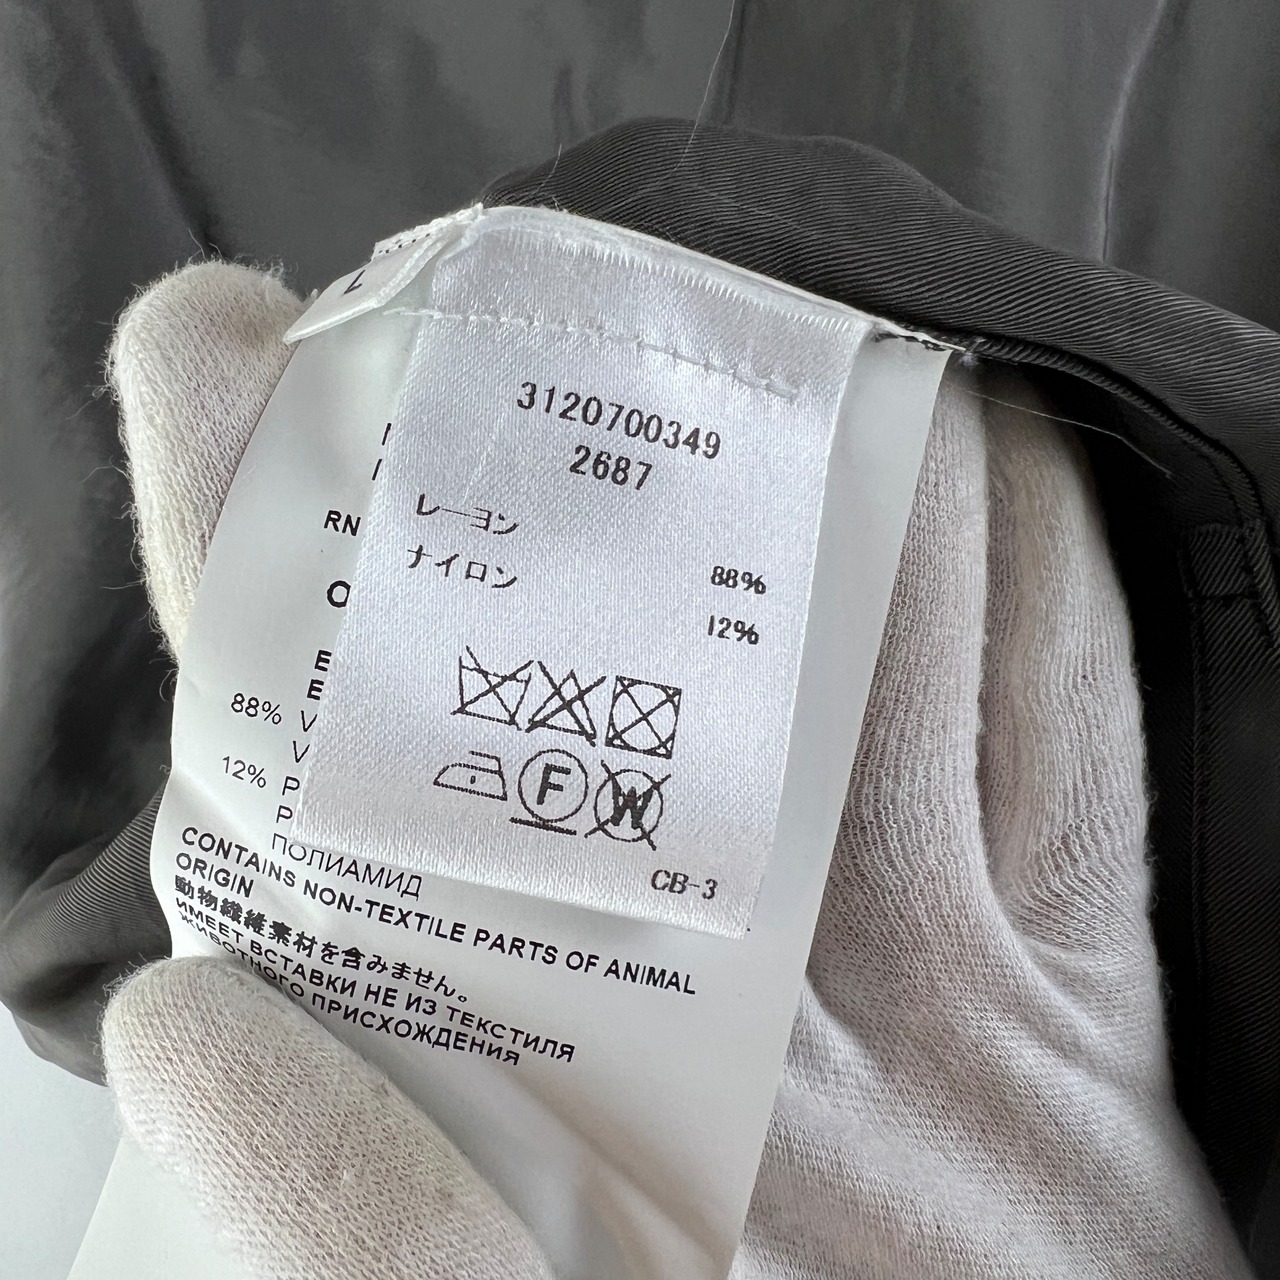 3120700349
2687
レーヨン 88%
ナイロン 12%
F
W
CB-3
L
RN
88%
12%
ПОЛИАМИД
CONTAINS NON-TEXTILE PARTS OF ANIMAL
ORIGIN
動物繊維素材を含みません。
ИМЕЕТ ВСТАВКИ НЕ ИЗ ТЕКСТИЛЯ
ЖИВОТНОГО ПРИСХОЖДЕНИЯ